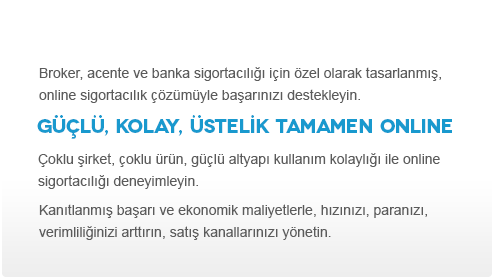 Broker, acente ve banka sigortacılığı için özel olarak tasarlanmış,
online sigortacılık çözümüyle başarınızı destekleyin.
GÜÇLÜ, KOLAY, ÜSTELİK TAMAMEN ONLINE
Çoklu şirket, çoklu ürün, güçlü altyapı kullanım kolaylığı ile online
sigortacılığı deneyimleyin.
Kanıtlanmış başarı ve ekonomik maliyetlerle, hızınızı, paranızı,
verimliliğinizi arttırın, satış kanallarınızı yönetin.